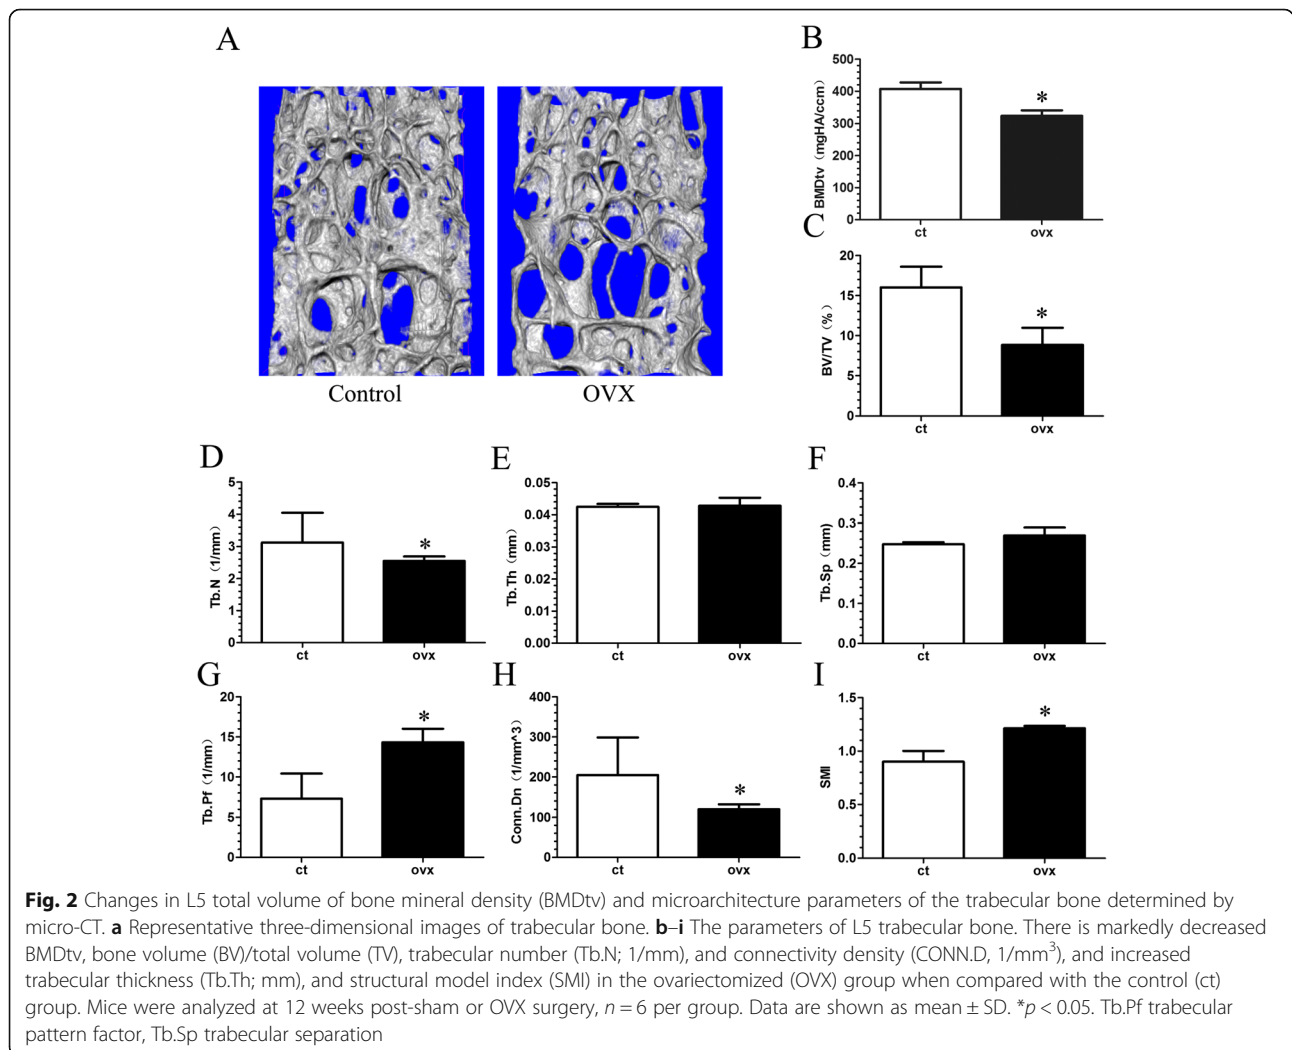 A
Control
OVX
B
BMDtv (mgHA/ccm)
500
400
300
200
100
0
*
ct
ovx
C
BV/TV (%)
20
15
10
5
0
*
ct
ovx
D
Tb.N (1/mm)
5
4
3
2
1
0
*
ct
ovx
E
Tb.Th (mm)
0.05
0.04
0.03
0.02
0.01
0.00
ct
ovx
F
Tb.Sp (mm)
0.4
0.3
0.2
0.1
0.0
ct
ovx
G
Tb.Pf (1/mm)
20
15
10
5
0
*
ct
ovx
H
Conn.Dn (1/mm^3)
400
300
200
100
0
*
ct
ovx
I
SMI
1.5
1.0
0.5
0.0
*
ct
ovx
Fig. 2 Changes in L5 total volume of bone mineral density (BMDtv) and microarchitecture parameters of the trabecular bone determined by
micro-CT. a Representative three-dimensional images of trabecular bone. b–i The parameters of L5 trabecular bone. There is markedly decreased
BMDtv, bone volume (BV)/total volume (TV), trabecular number (Tb.N; 1/mm), and connectivity density (CONN.D, 1/mm³), and increased
trabecular thickness (Tb.Th; mm), and structural model index (SMI) in the ovariectomized (OVX) group when compared with the control (ct)
group. Mice were analyzed at 12 weeks post-sham or OVX surgery, n = 6 per group. Data are shown as mean ± SD. *p < 0.05. Tb.Pf trabecular
pattern factor, Tb.Sp trabecular separation